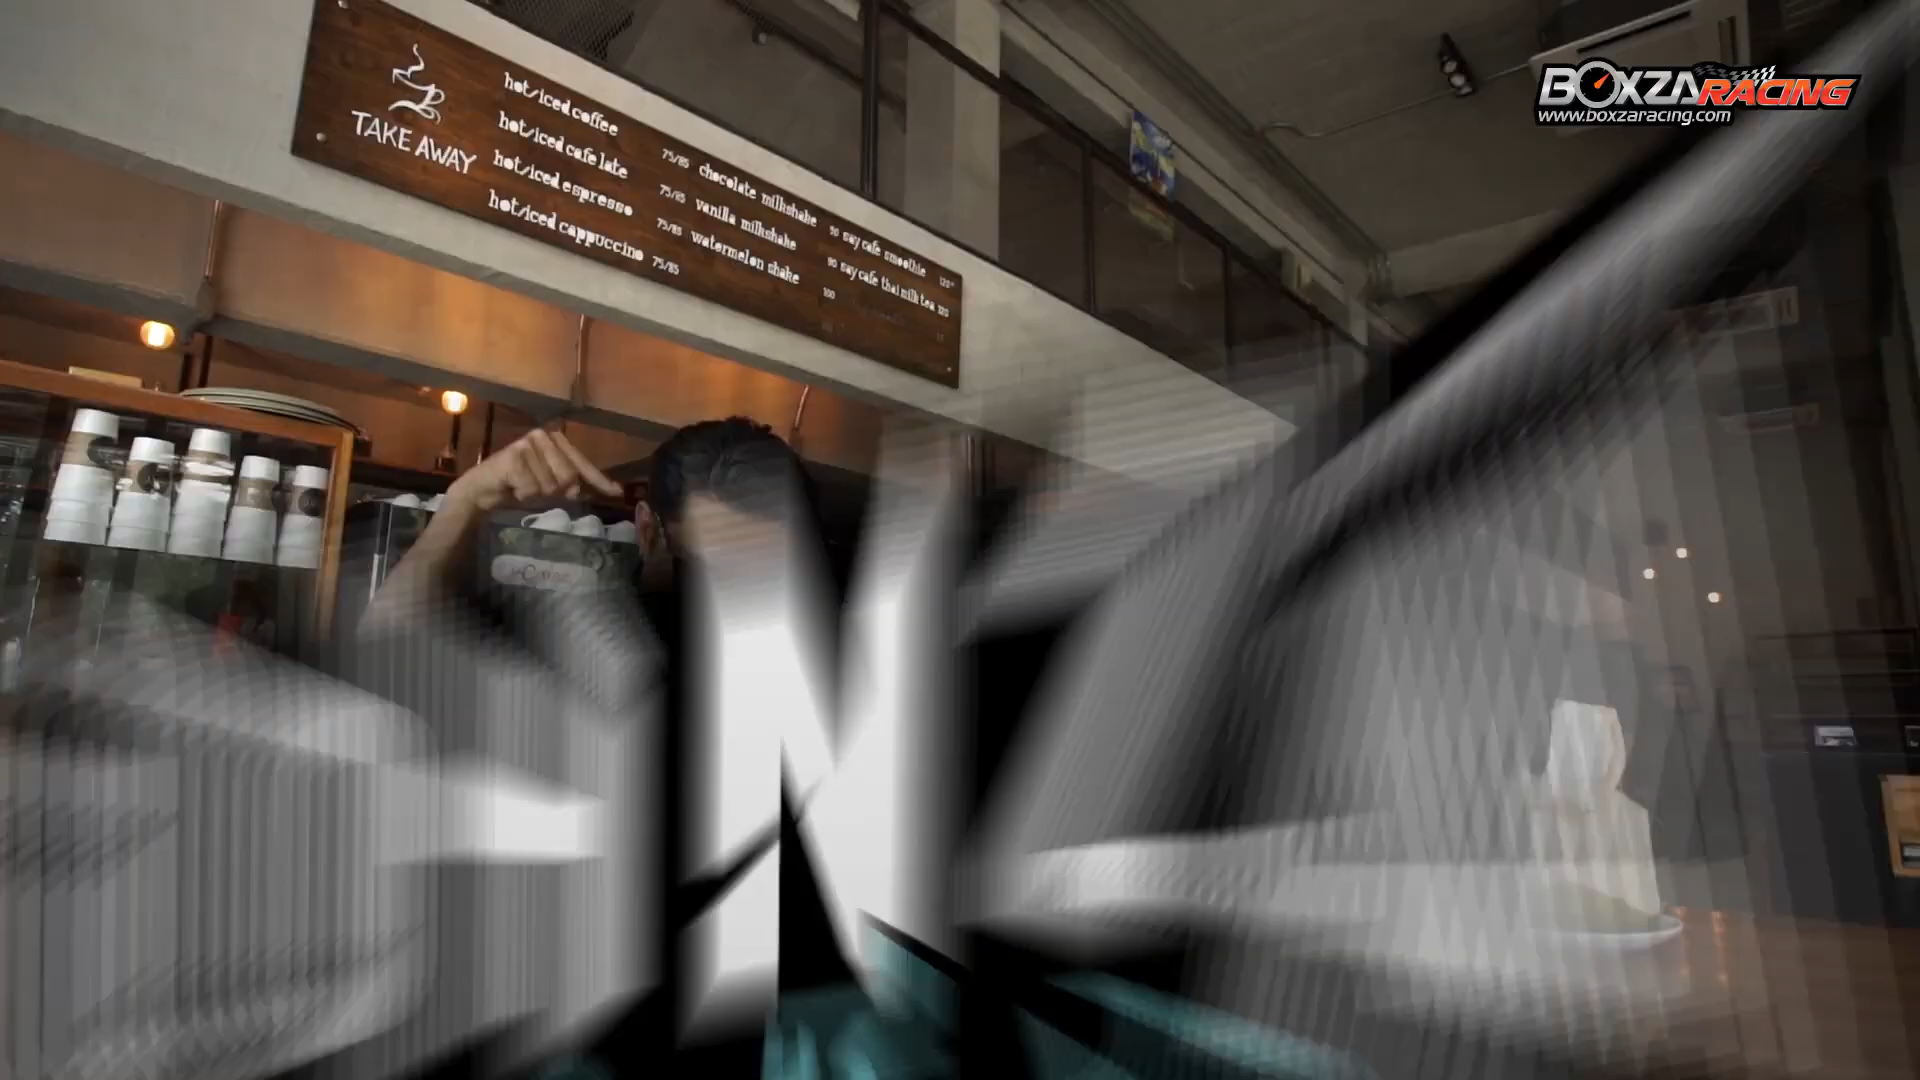 BOXZA RACING
www.boxzaracing.com
TAKE AWAY
hot/iced coffee 75/85
hot/iced cafe late 75/85
hot/iced espresso 75/85
hot/iced cappuccino 75/85
chocolate milkshake 90
vanilla milkshake 90
watermelon shake 100
say cafe smoothie 120
say cafe thai milk tea 120
N